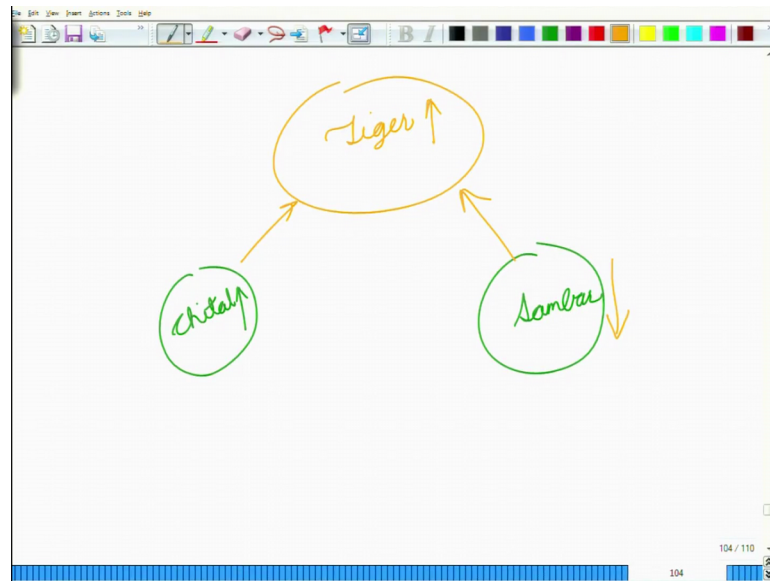 File Edit View Insert Actions Tools Help
B I
Tiger ↑
Chital ↑
Sambar ↓
104 / 110
104